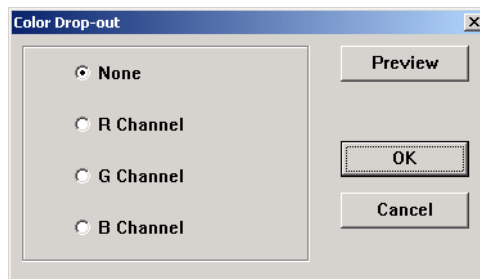 Color Drop-out
None
R Channel
G Channel
B Channel
Preview
OK
Cancel